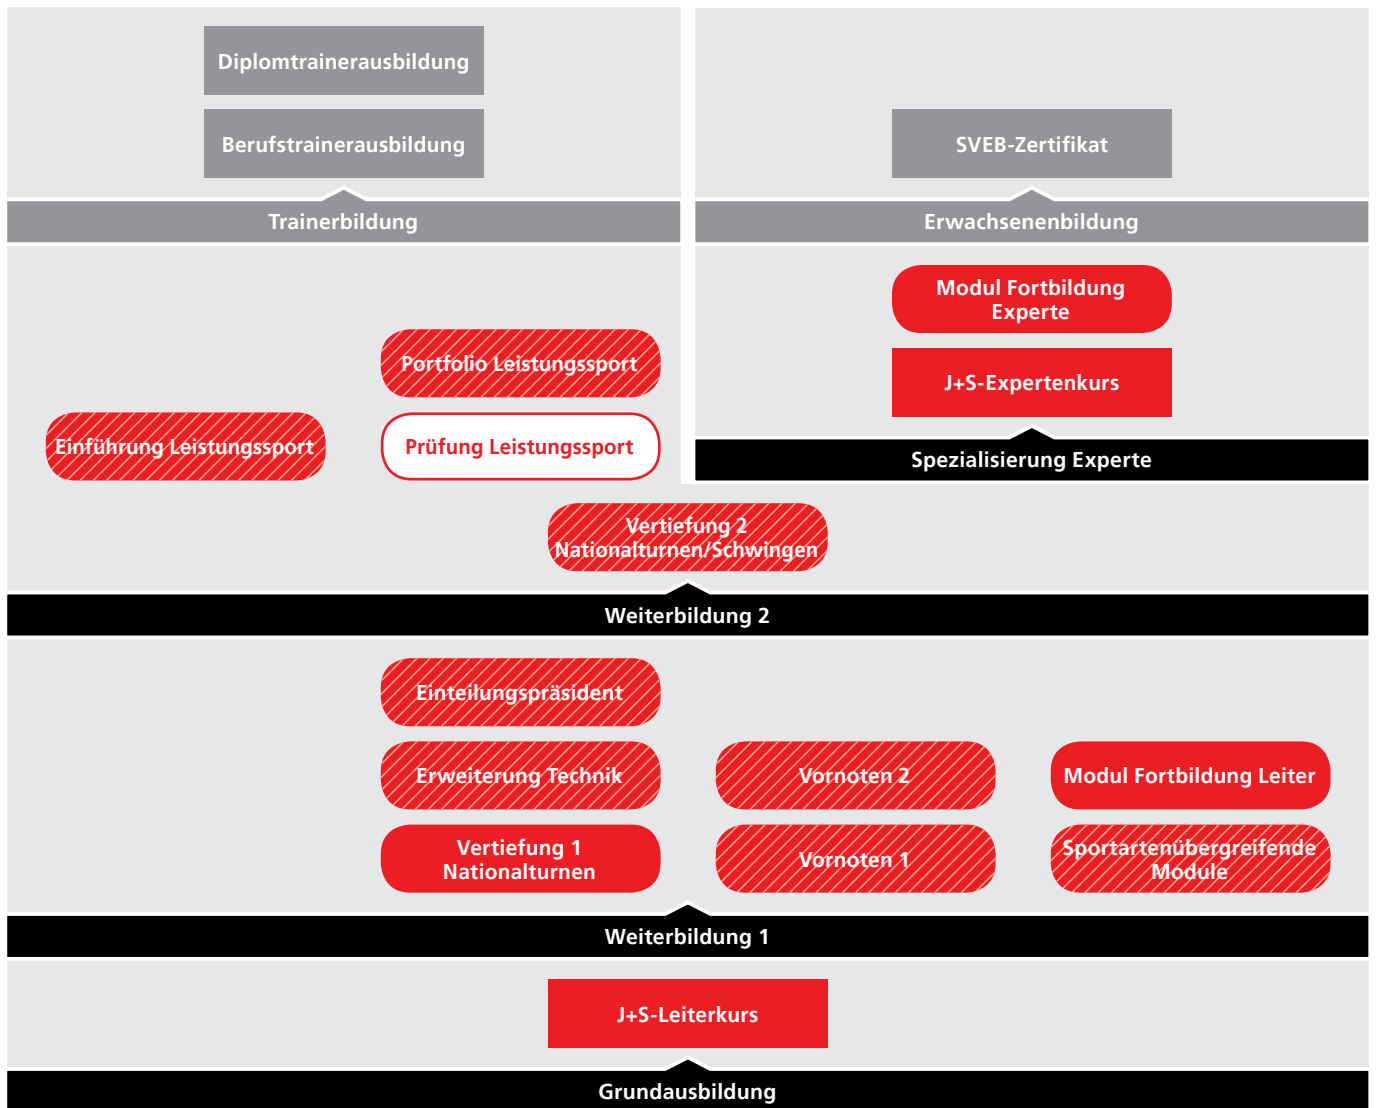 Diplomtrainerausbildung
Berufstrainerausbildung
SVEB-Zertifikat
Trainerbildung
Erwachsenenbildung
Modul Fortbildung
Experte
J+S-Expertenkurs
Spezialisierung Experte
Portfolio Leistungssport
Einführung Leistungssport
Prüfung Leistungssport
Vertiefung 2
Nationalturnen/Schwingen
Weiterbildung 2
Einteilungspräsident
Erweiterung Technik
Vornoten 2
Modul Fortbildung Leiter
Vertiefung 1
Nationalturnen
Vornoten 1
Sportartenübergreifende
Module
Weiterbildung 1
J+S-Leiterkurs
Grundausbildung